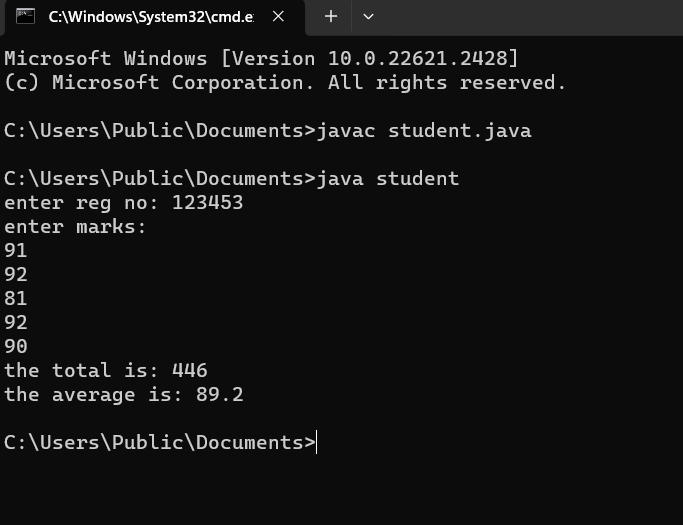 C:\Windows\System32\cmd.e
Microsoft Windows [Version 10.0.22621.2428]
(c) Microsoft Corporation. All rights reserved.
C:\Users\Public\Documents>javac student.java
C:\Users\Public\Documents>java student
enter reg no: 123453
enter marks:
91
92
81
92
90
the total is: 446
the average is: 89.2
C:\Users\Public\Documents>